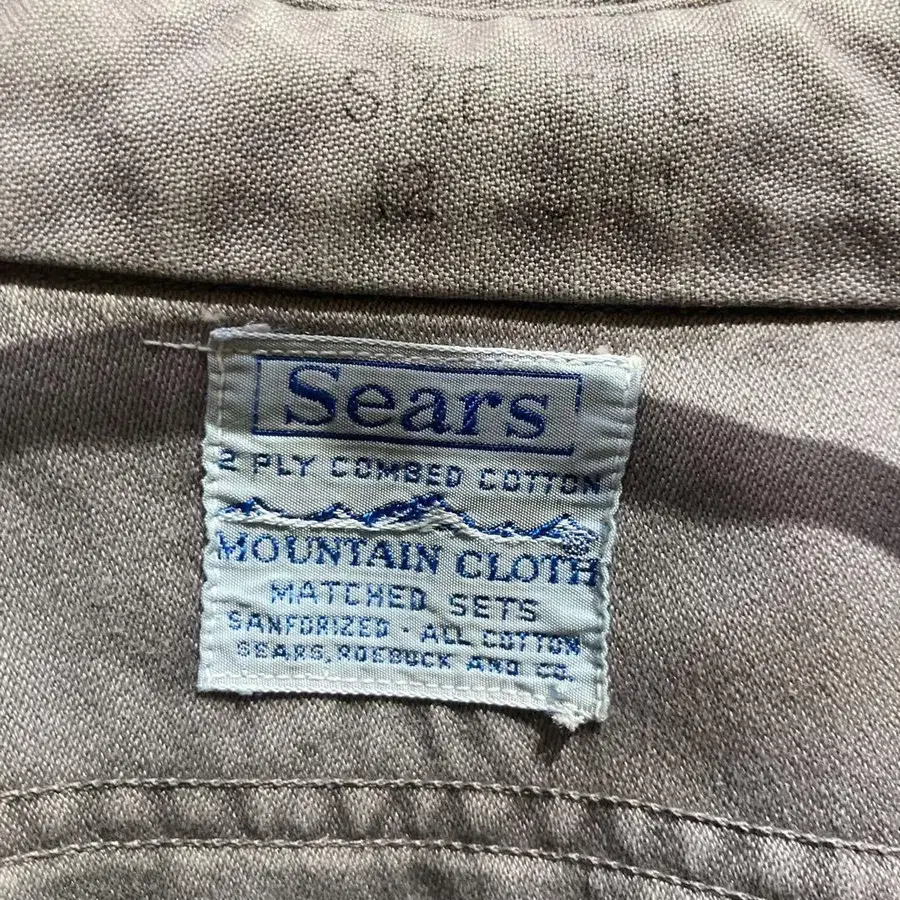 Sears
2 PLY COMBED COTTON
MOUNTAIN CLOTH
MATCHED SETS
SANFORIZED · ALL COTTON
SEARS, ROEBUCK AND CO.